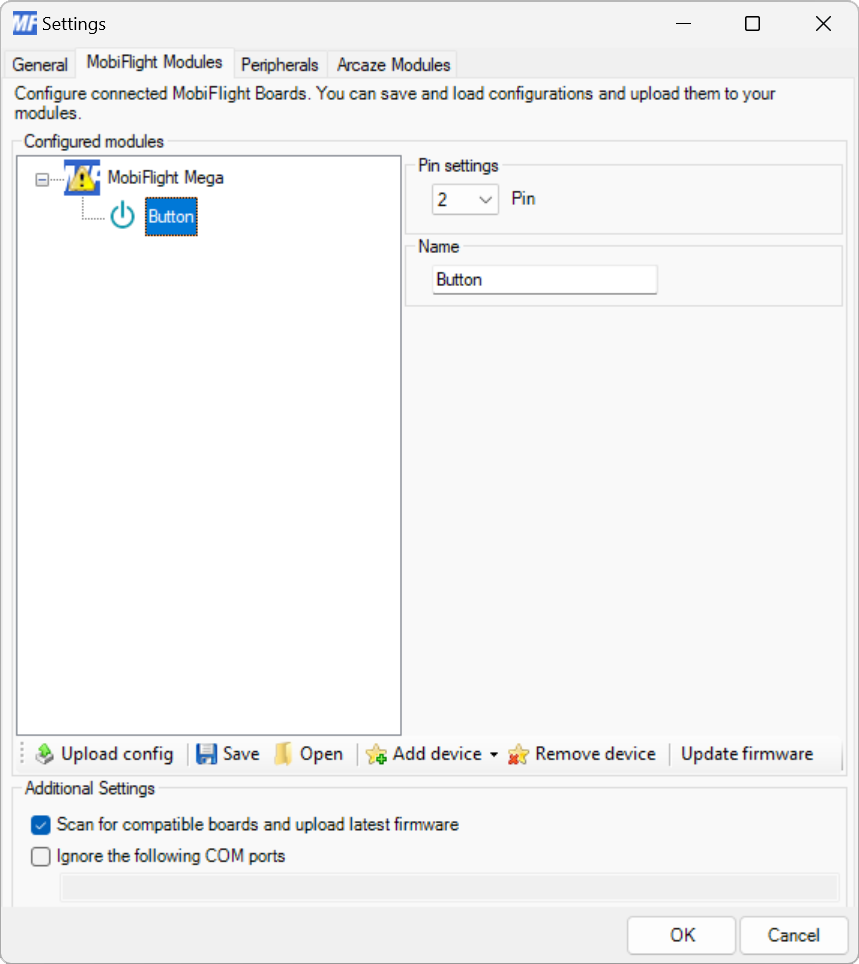 MF Settings
General MobiFlight Modules Peripherals Arcaze Modules
Configure connected MobiFlight Boards. You can save and load configurations and upload them to your
modules.
Configured modules
MobiFlight Mega
Button
Pin settings
2 Pin
Name
Button
Upload config Save Open Add device Remove device Update firmware
Additional Settings
Scan for compatible boards and upload latest firmware
Ignore the following COM ports
OK Cancel